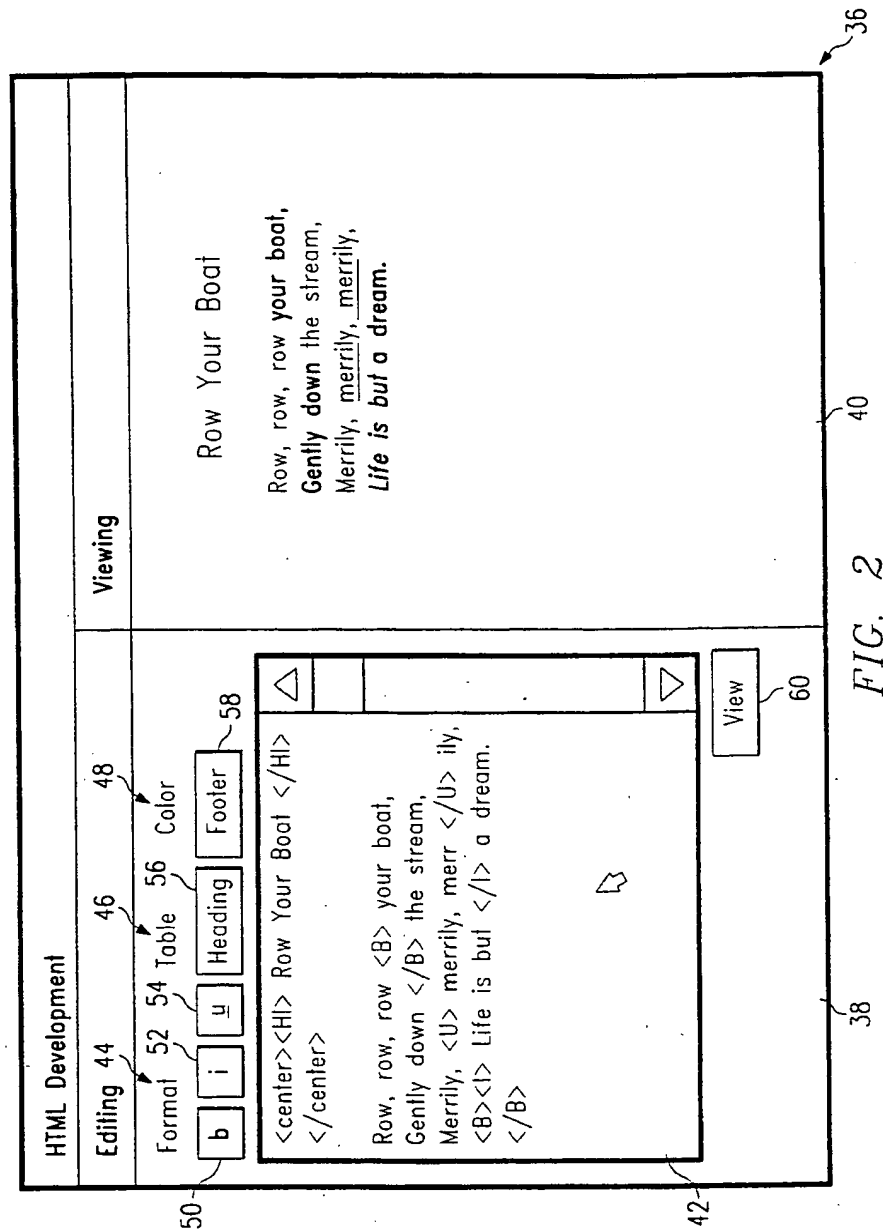 HTML Development
Editing
Viewing
44
46
48
Format
Table
Color
50
52
54
56
58
b
i
u
Heading
Footer
<center><HI> Row Your Boat </HI>
</center>
Row, row, row <B> your boat,
Gently down </B> the stream,
Merrily, <U> merrily, merr </U> ily,
<B><I> Life is but </I> a dream.
</B>
42
View
60
38
Row Your Boat
Row, row, row your boat,
Gently down the stream,
Merrily, merrily, merrily,
Life is but a dream.
40
36
FIG. 2